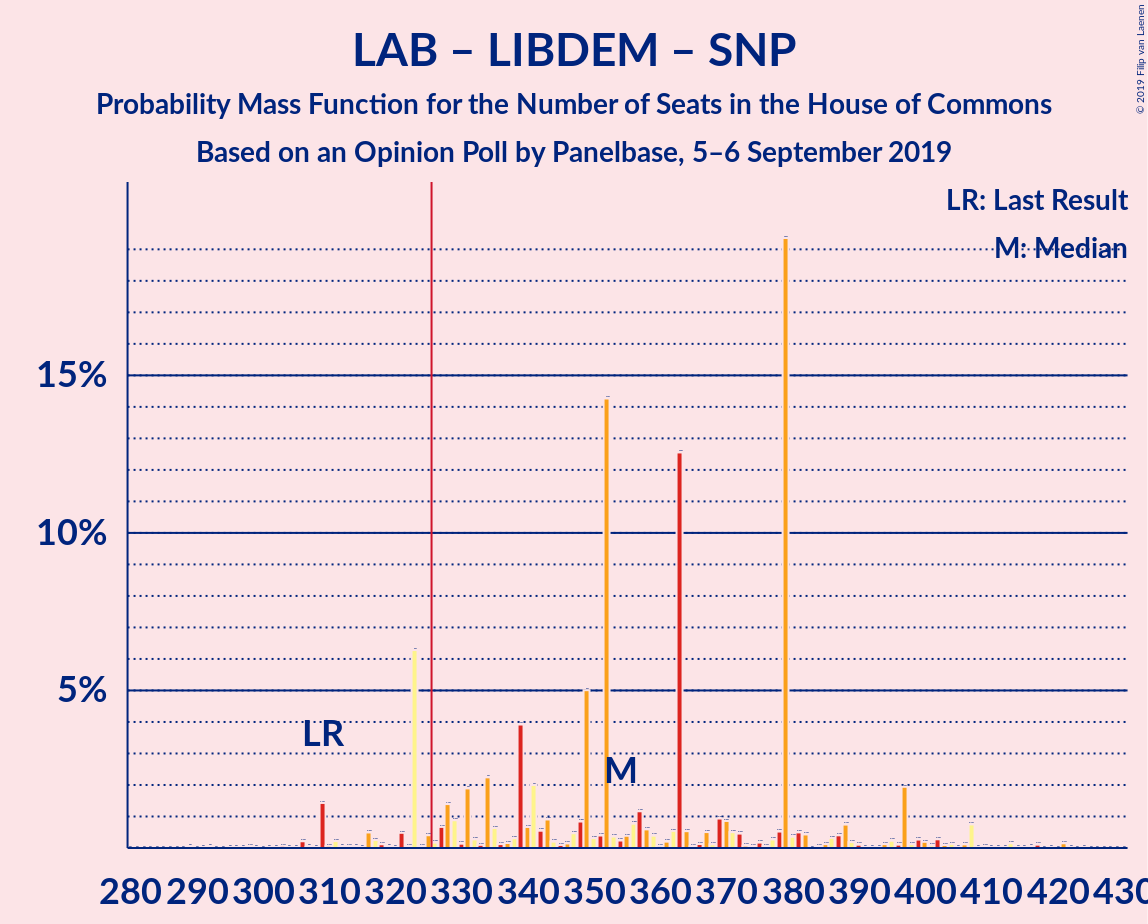 LAB – LIBDEM – SNP
Probability Mass Function for the Number of Seats in the House of Commons
Based on an Opinion Poll by Panelbase, 5–6 September 2019
© 2019 Filip van Laenen
LR: Last Result
M: Median
15%
10%
5%
LR
M
280 290 300 310 320 330 340 350 360 370 380 390 400 410 420 430